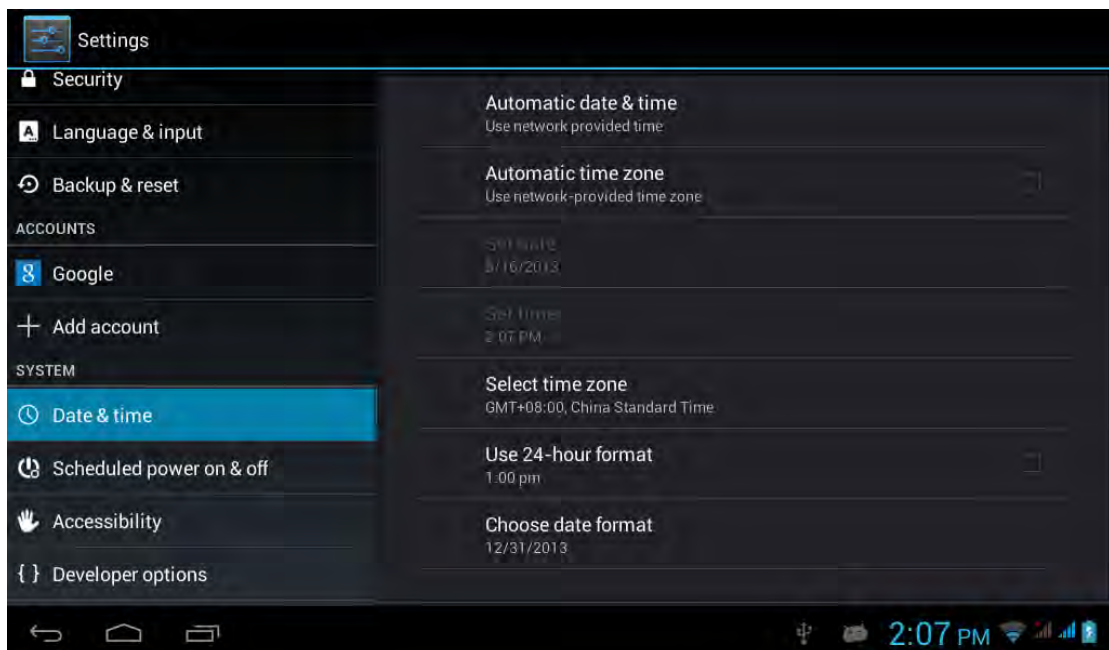 Settings
Security
Language & input
Backup & reset
ACCOUNTS
Google
Add account
SYSTEM
Date & time
Scheduled power on & off
Accessibility
{ } Developer options
Automatic date & time
Use network provided time
Automatic time zone
Use network-provided time zone
Set date
5/16/2013
Set time
2:07 PM
Select time zone
GMT+08:00, China Standard Time
Use 24-hour format
1:00 pm
Choose date format
12/31/2013
2:07 PM